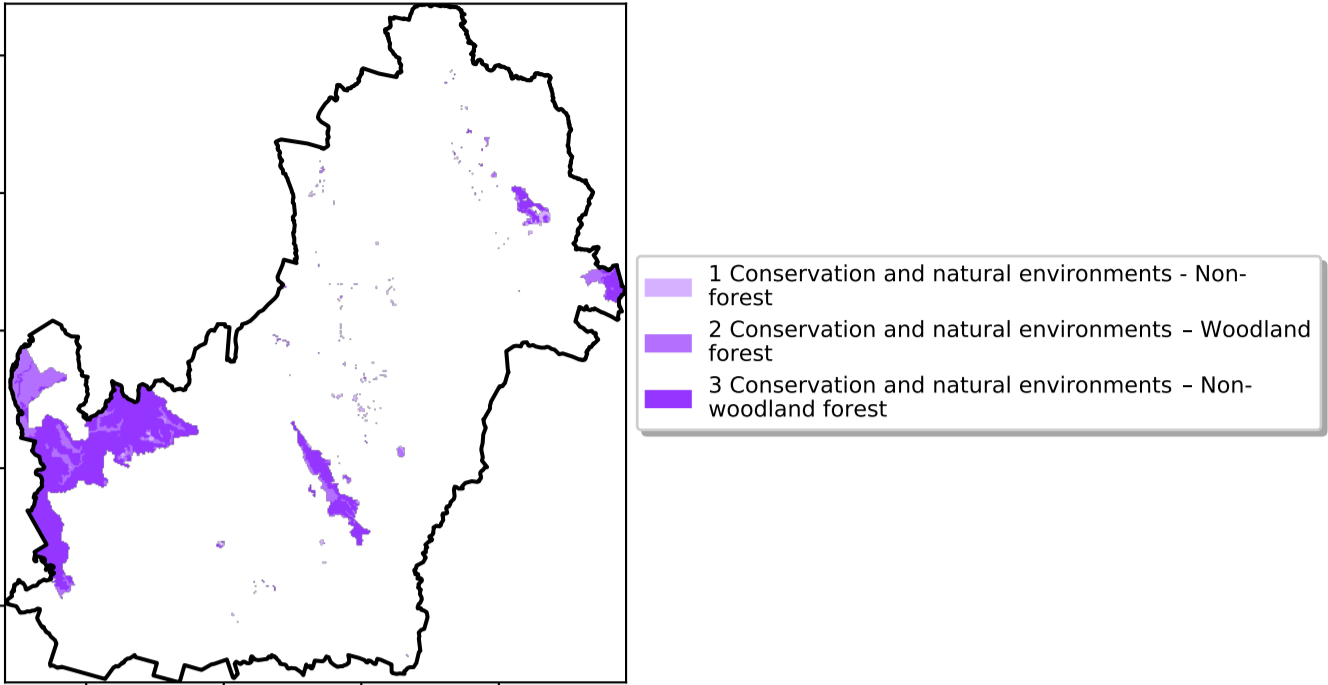 1 Conservation and natural environments - Non-
forest
2 Conservation and natural environments – Woodland
forest
3 Conservation and natural environments – Non-
woodland forest